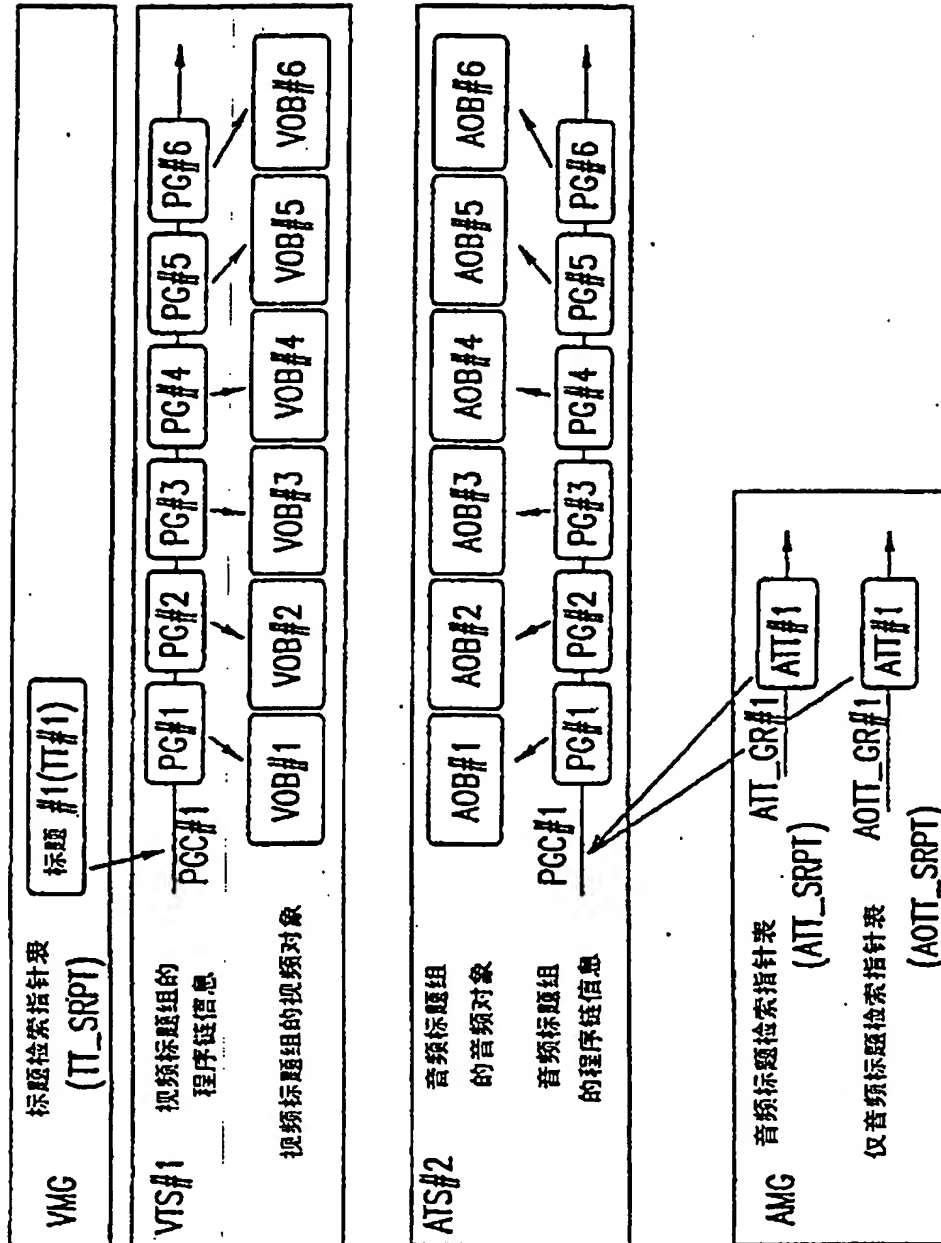 VMG
标题检索指针表
(TT_SRPT)
标题 #1(TT#1)
VTS#1
视频标题组的
程序链信息
PGC#1
PG#1
PG#2
PG#3
PG#4
PG#5
PG#6
视频标题组的视频对象
VOB#1
VOB#2
VOB#3
VOB#4
VOB#5
VOB#6
ATS#2
音频标题组
的音频对象
AOB#1
AOB#2
AOB#3
AOB#4
AOB#5
AOB#6
音频标题组
的程序链信息
PGC#1
PG#1
PG#2
PG#3
PG#4
PG#5
PG#6
AMG
音频标题检索指针表
(ATT_SRPT)
ATT_GR#1
ATT#1
仅音频标题检索指针表
(AOTT_SRPT)
AOTT_GR#1
ATT#1